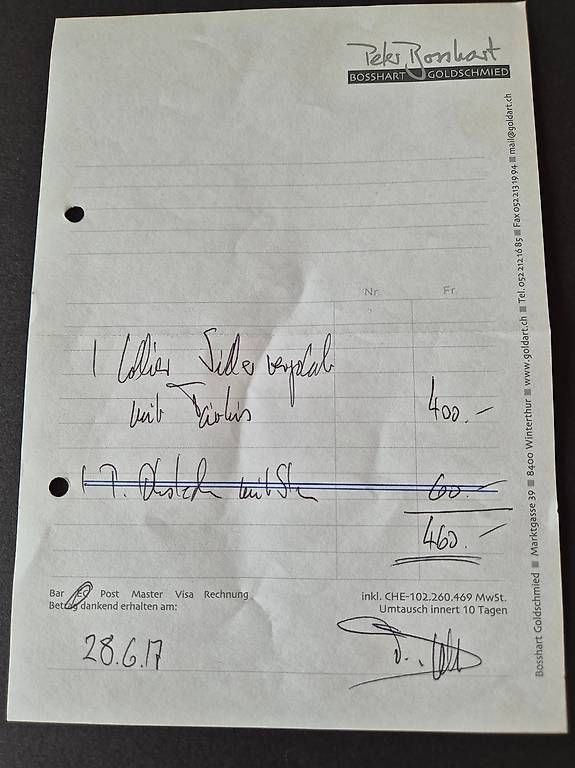 Peter Bosshart
BOSSHART GOLDSCHMIED
Nr. Fr.
1 Collier Silber vergoldet
mit 400.–
1 P. mit 60.–
460.–
Bar EC Post Master Visa Rechnung
Betrag dankend erhalten am:
inkl. CHE-102.260.469 MwSt.
Umtausch innert 10 Tagen
28.6.17
Bosshart Goldschmied ■ Marktgasse 39 ■ 8400 Winterthur ■ www.goldart.ch ■ Tel. 052 212 16 85 ■ Fax 052 213 19 94 ■ mail@goldart.ch